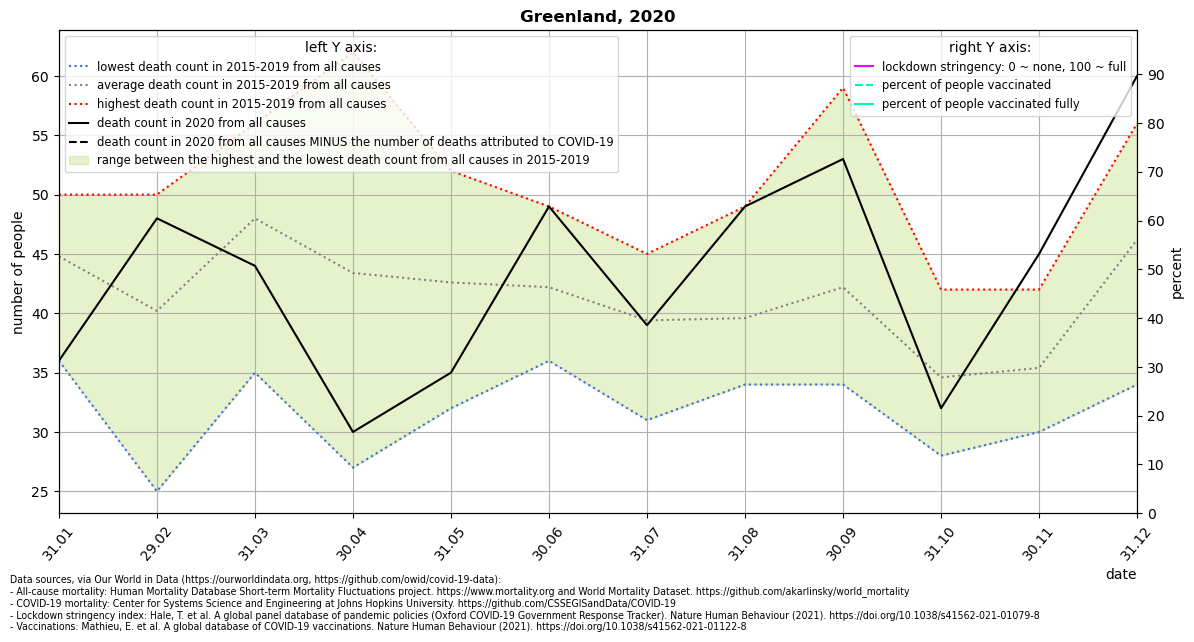 Greenland, 2020
left Y axis:
lowest death count in 2015-2019 from all causes
average death count in 2015-2019 from all causes
highest death count in 2015-2019 from all causes
death count in 2020 from all causes
death count in 2020 from all causes MINUS the number of deaths attributed to COVID-19
range between the highest and the lowest death count from all causes in 2015-2019
right Y axis:
lockdown stringency: 0 ~ none, 100 ~ full
percent of people vaccinated
percent of people vaccinated fully
number of people
60
55
50
45
40
35
30
25
90
80
70
60
50
40
30
20
10
0
percent
31.01
29.02
31.03
30.04
31.05
30.06
31.07
31.08
30.09
31.10
30.11
31.12
date
Data sources, via Our World in Data (https://ourworldindata.org, https://github.com/owid/covid-19-data):
- All-cause mortality: Human Mortality Database Short-term Mortality Fluctuations project. https://www.mortality.org and World Mortality Dataset. https://github.com/akarlinsky/world_mortality
- COVID-19 mortality: Center for Systems Science and Engineering at Johns Hopkins University. https://github.com/CSSEGISandData/COVID-19
- Lockdown stringency index: Hale, T. et al. A global panel database of pandemic policies (Oxford COVID-19 Government Response Tracker). Nature Human Behaviour (2021). https://doi.org/10.1038/s41562-021-01079-8
- Vaccinations: Mathieu, E. et al. A global database of COVID-19 vaccinations. Nature Human Behaviour (2021). https://doi.org/10.1038/s41562-021-01122-8